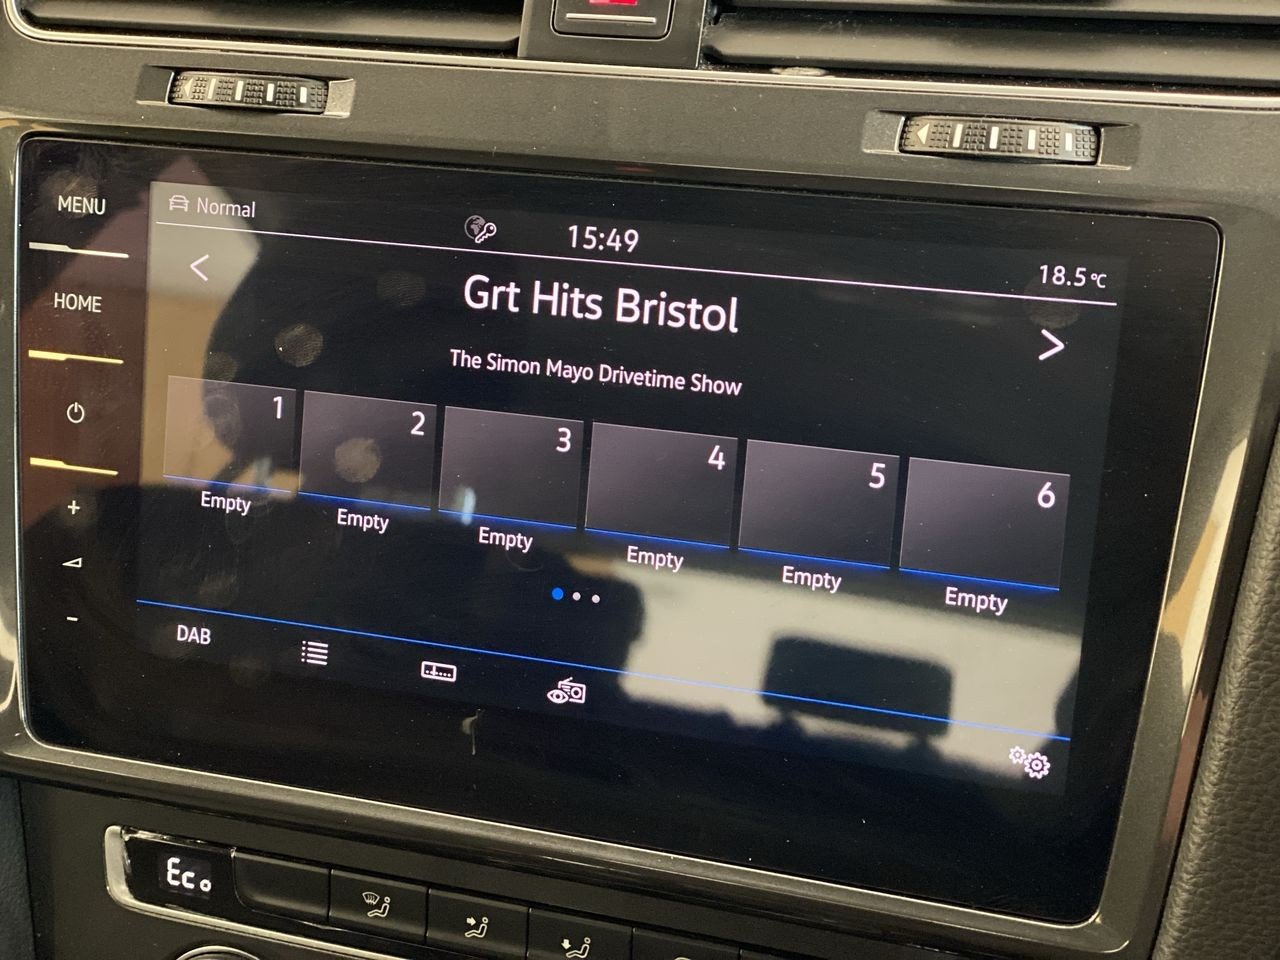 MENU
Normal
15:49
18.5 °C
HOME
Grt Hits Bristol
The Simon Mayo Drivetime Show
1
2
3
4
5
6
Empty
Empty
Empty
Empty
Empty
Empty
+
-
DAB
Eco